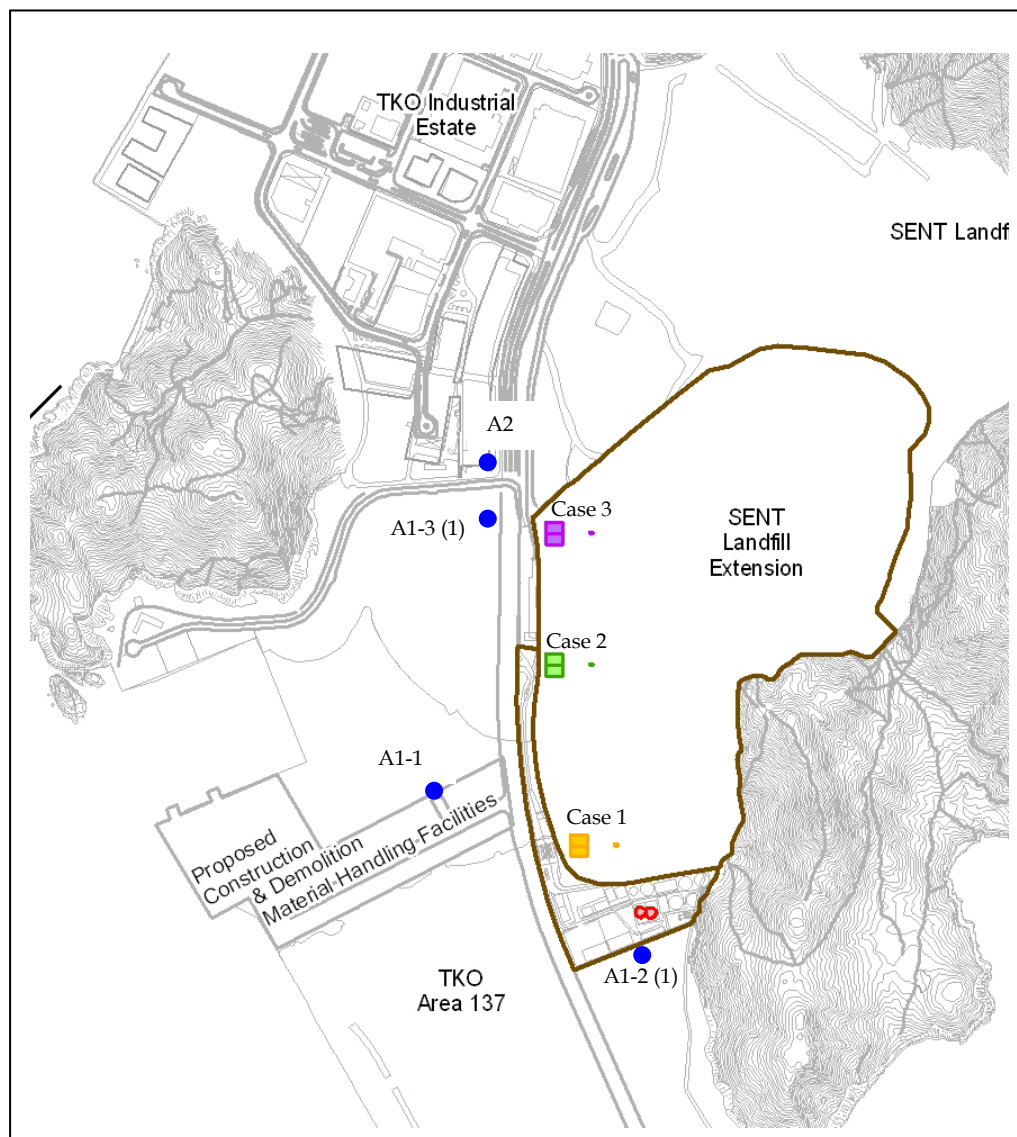 TKO Industrial
Estate
SENT Landf
A2
A1-3 (1)
Case 3
SENT
Landfill
Extension
Case 2
A1-1
Case 1
Proposed
Construction
& Demolition
Material-Handling-Facilities
A1-2 (1)
TKO
Area 137